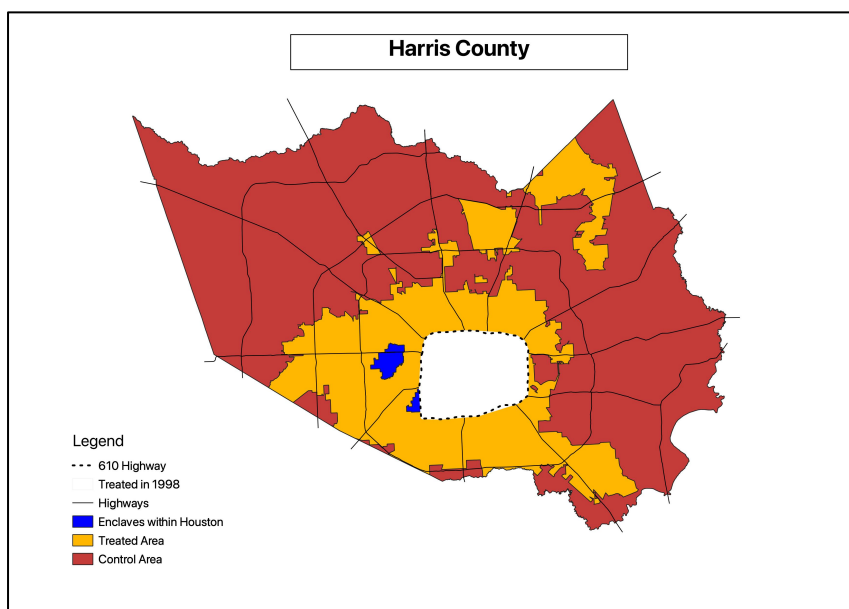 Harris County
Legend
610 Highway
Treated in 1998
Highways
Enclaves within Houston
Treated Area
Control Area